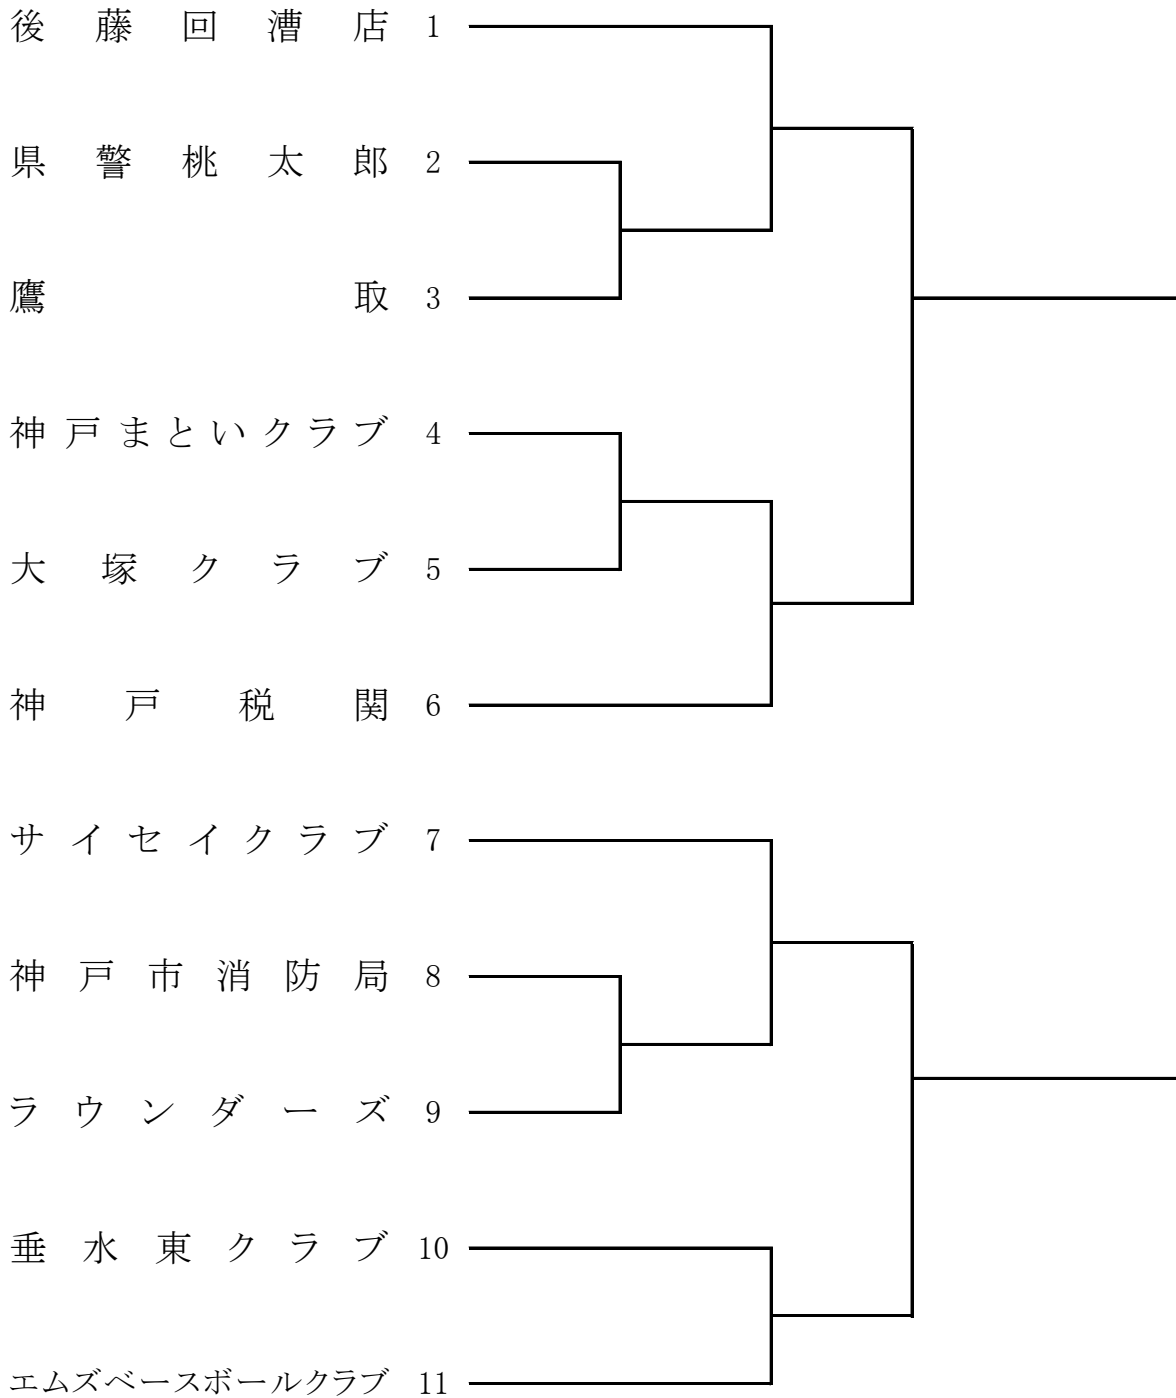 後藤回漕店 1
県警桃太郎 2
鷹取 3
神戸まといクラブ 4
大塚クラブ 5
神戸税関 6
サイセイクラブ 7
神戸市消防局 8
ラウンダーズ 9
垂水東クラブ 10
エムズベースボールクラブ 11